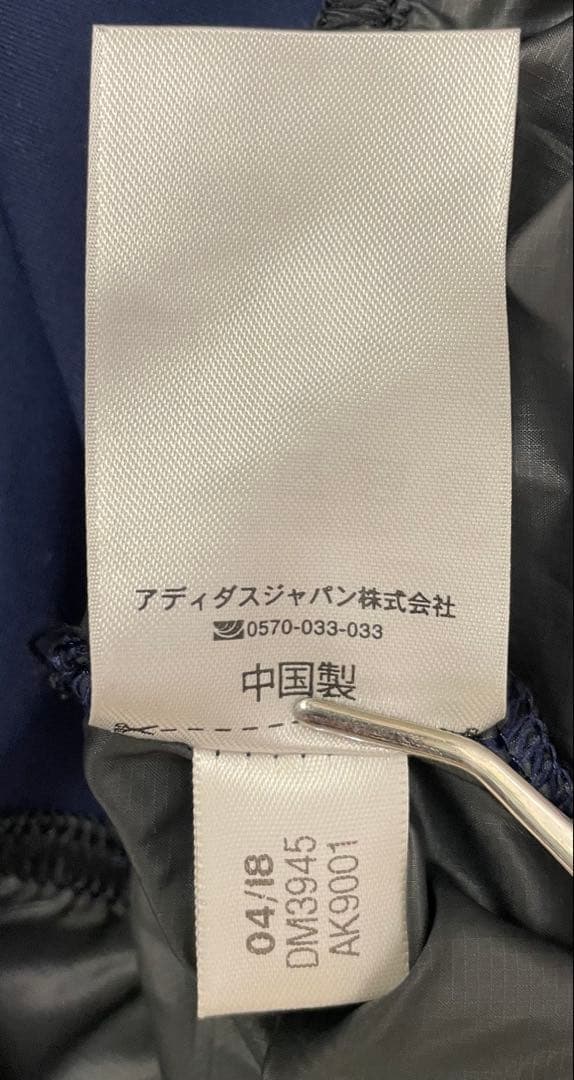 アディダスジャパン株式会社
0570-033-033
中国製
04/18
DM3945
AK9001